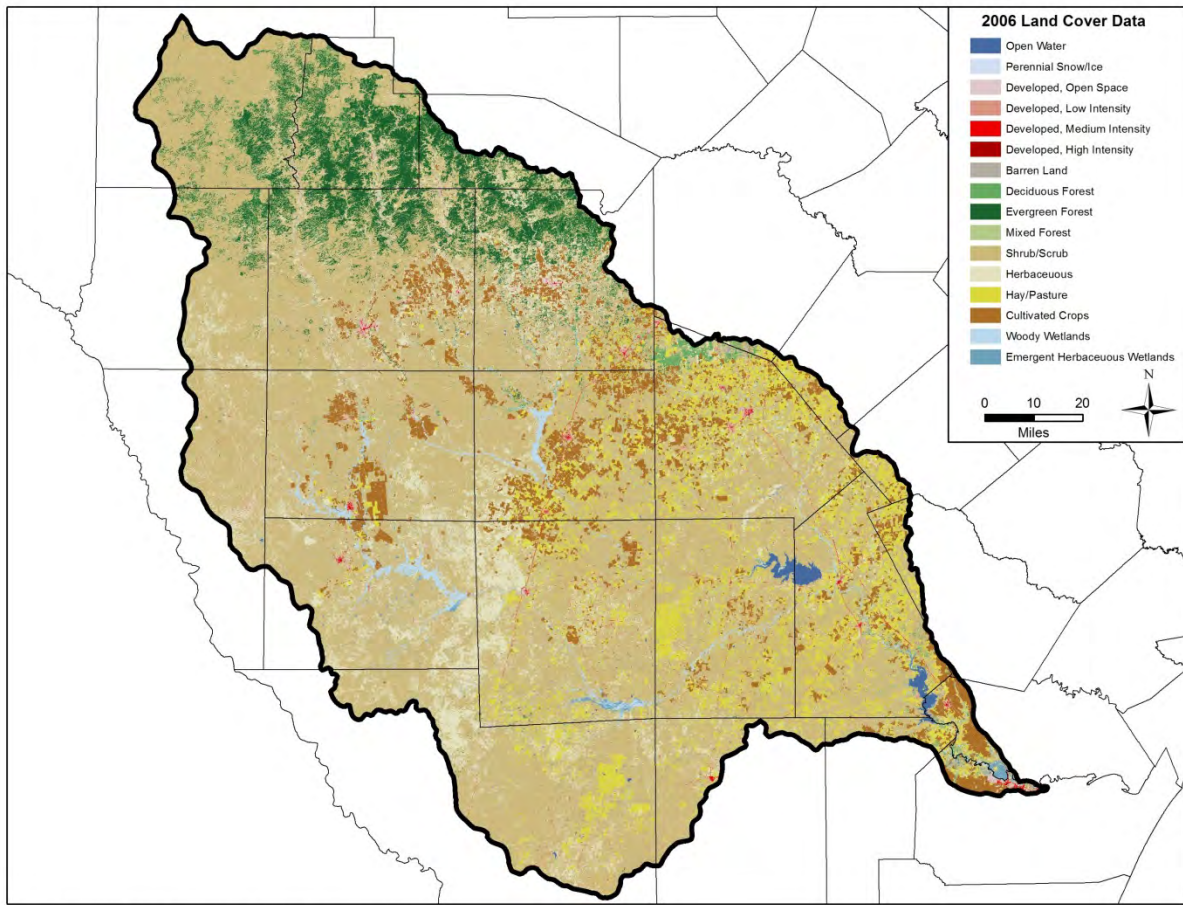 2006 Land Cover Data
Open Water
Perennial Snow/Ice
Developed, Open Space
Developed, Low Intensity
Developed, Medium Intensity
Developed, High Intensity
Barren Land
Deciduous Forest
Evergreen Forest
Mixed Forest
Shrub/Scrub
Herbaceuous
Hay/Pasture
Cultivated Crops
Woody Wetlands
Emergent Herbaceuous Wetlands
N
0 10 20
Miles